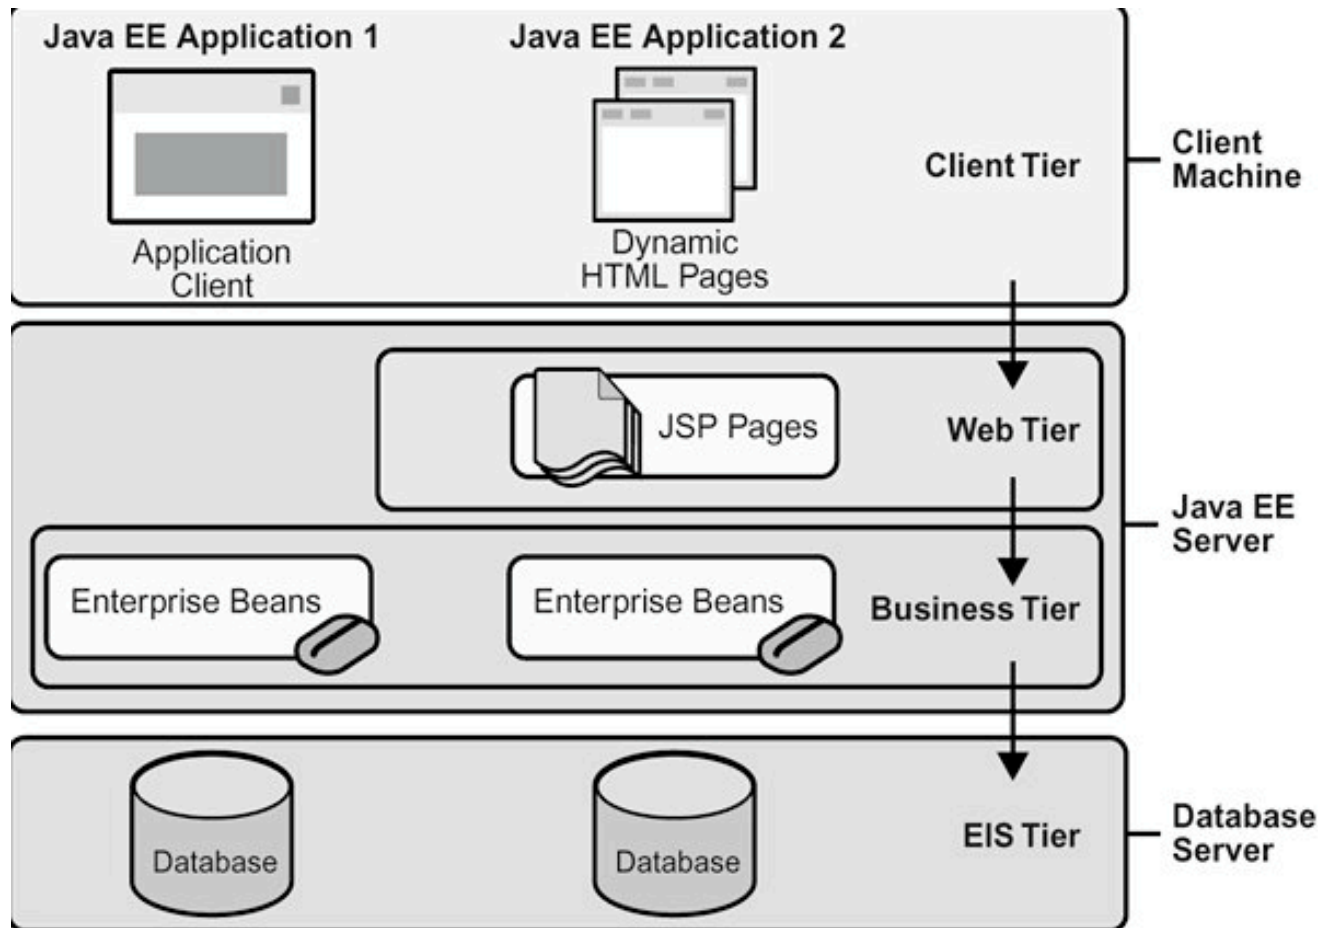 Java EE Application 1
Java EE Application 2
Application
Client
Dynamic
HTML Pages
Client Tier
Client
Machine
JSP Pages
Web Tier
Java EE
Server
Enterprise Beans
Enterprise Beans
Business Tier
Database
Database
EIS Tier
Database
Server